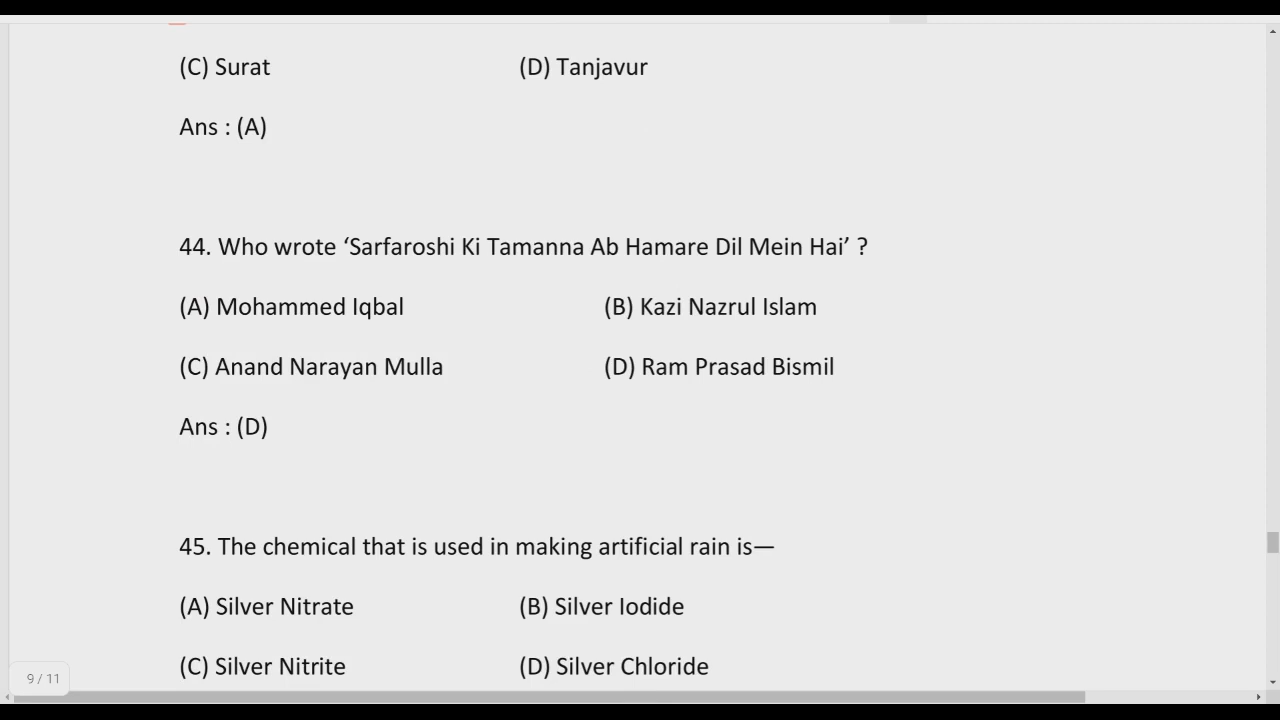 (C) Surat (D) Tanjavur
Ans : (A)
44. Who wrote ‘Sarfaroshi Ki Tamanna Ab Hamare Dil Mein Hai’ ?
(A) Mohammed Iqbal (B) Kazi Nazrul Islam
(C) Anand Narayan Mulla (D) Ram Prasad Bismil
Ans : (D)
45. The chemical that is used in making artificial rain is—
(A) Silver Nitrate (B) Silver Iodide
(C) Silver Nitrite (D) Silver Chloride
9 / 11